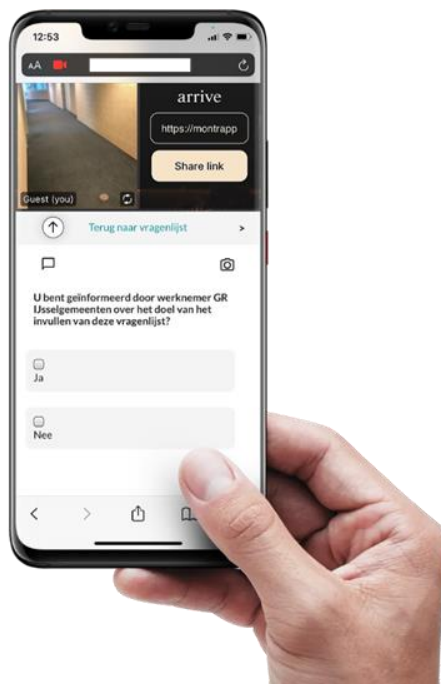 12:53
AA
arrive
https://montrapp
Share link
Guest (you)
Terug naar vragenlijst >
U bent geïnformeerd door werknemer GR
IJsselgemeenten over het doel van het
invullen van deze vragenlijst?
Ja
Nee